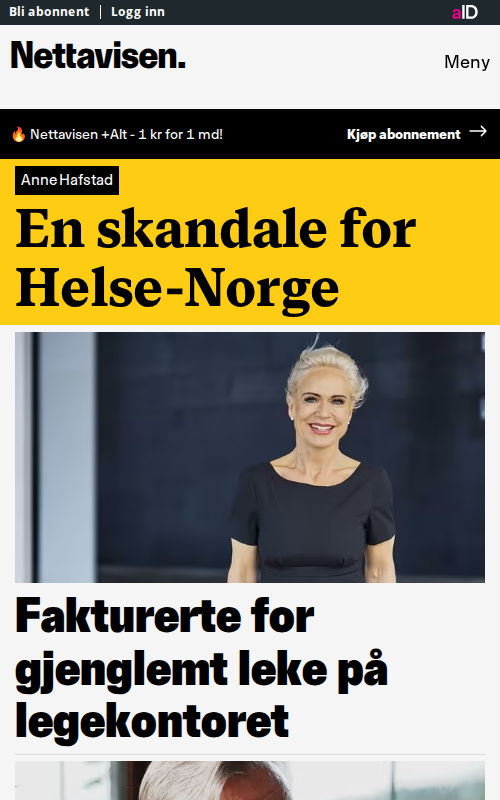 Bli abonnent | Logg inn
aID
Nettavisen.
Meny
🔥 Nettavisen +Alt - 1 kr for 1 md!
Kjøp abonnement →
Anne Hafstad
En skandale for
Helse-Norge
Fakturerte for
gjenglemt leke på
legekontoret